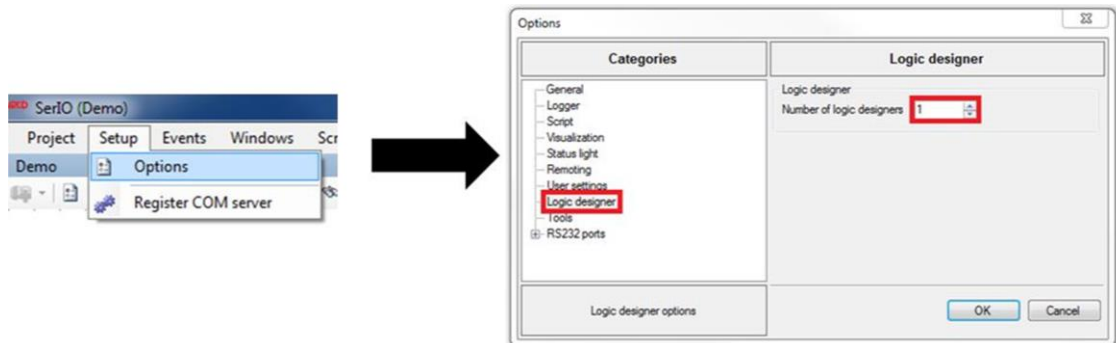 SerIO (Demo)
Project Setup Events Windows Scr
Demo
Options
Register COM server
Options
Categories
Logic designer
General
Logger
Script
Visualization
Status light
Remoting
User settings
Logic designer
Tools
RS232 ports
Logic designer
Number of logic designers 1
Logic designer options
OK Cancel